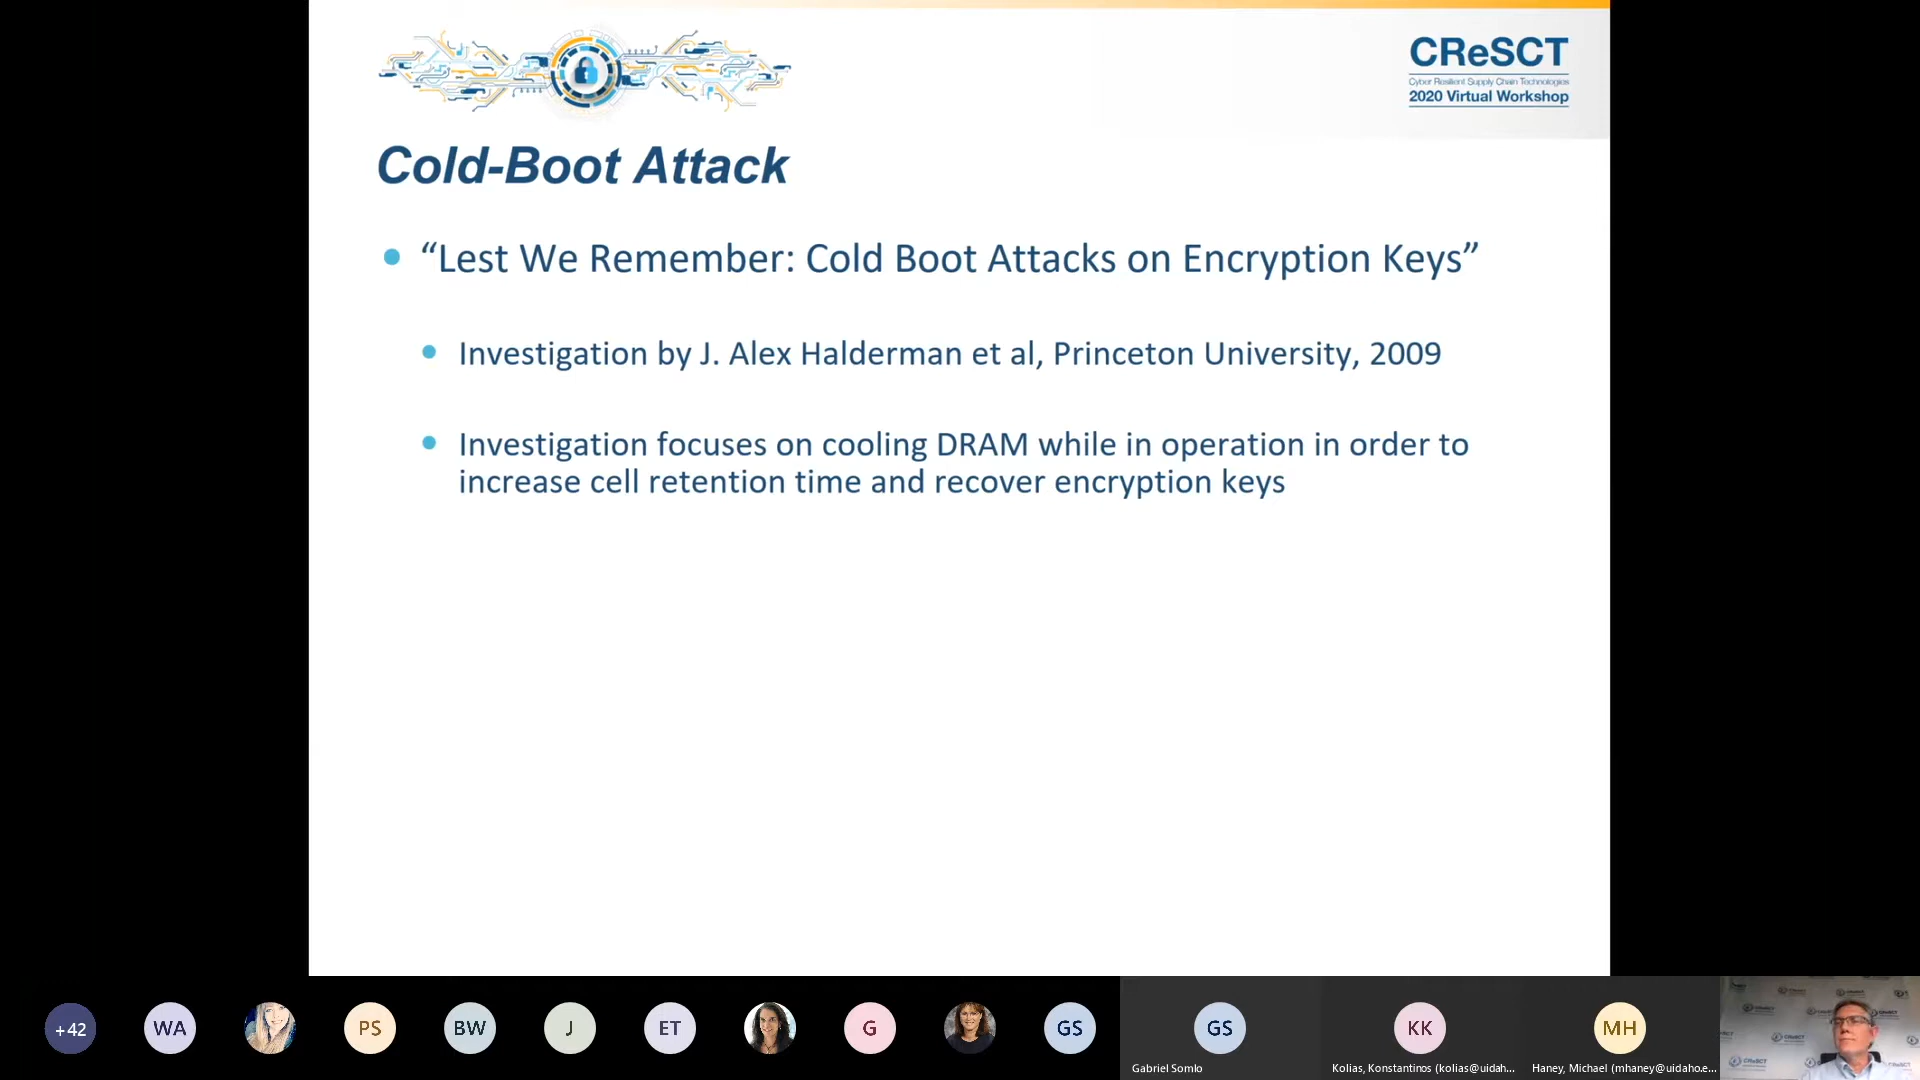 CReSCT
Cyber Resilient Supply Chain Technologies
2020 Virtual Workshop
Cold-Boot Attack
“Lest We Remember: Cold Boot Attacks on Encryption Keys”
Investigation by J. Alex Halderman et al, Princeton University, 2009
Investigation focuses on cooling DRAM while in operation in order to
increase cell retention time and recover encryption keys
+42
WA
PS
BW
J
ET
G
GS
GS
KK
MH
Gabriel Somlo
Kolias, Konstantinos (kolias@uidah...
Haney, Michael (mhaney@uidaho.e...